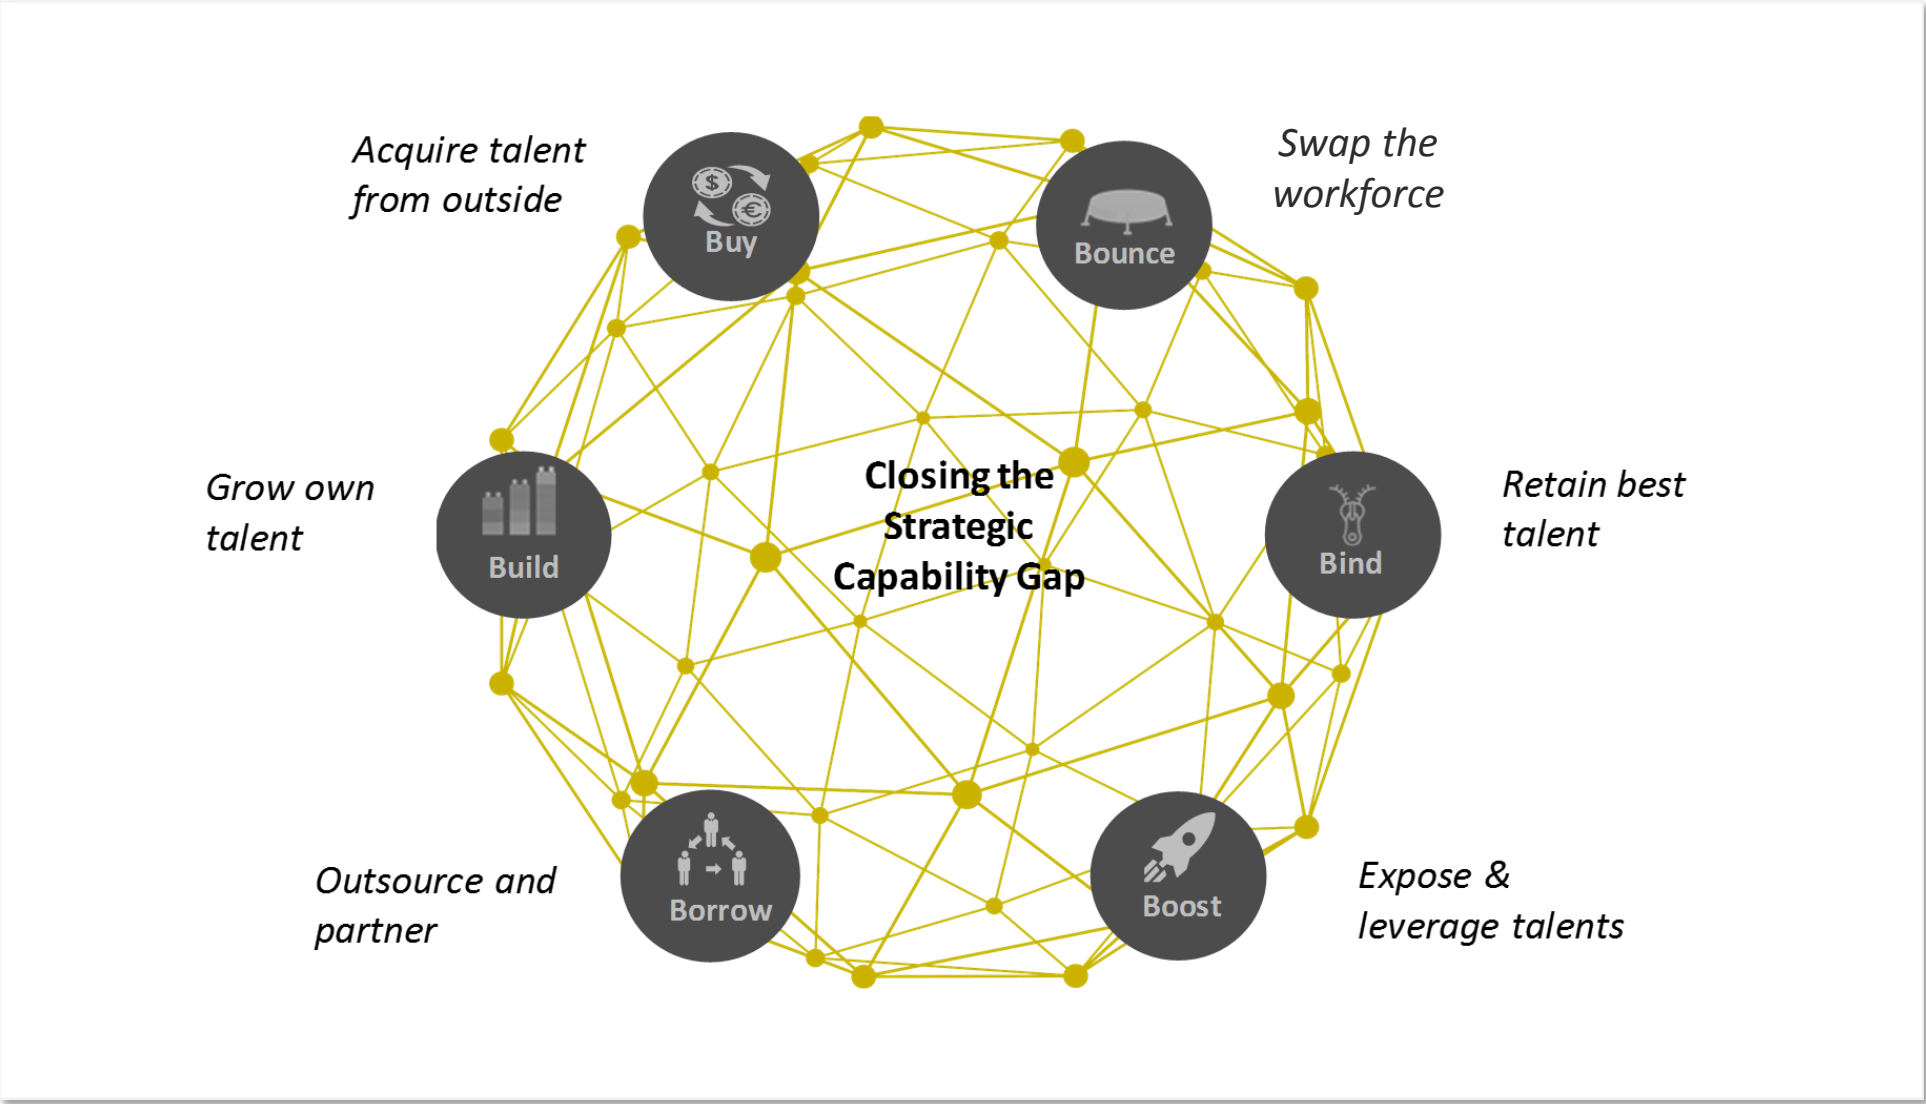 Acquire talent
from outside
$
€
Buy
Bounce
Swap the
workforce
Grow own
talent
Build
Closing the
Strategic
Capability Gap
Bind
Retain best
talent
Outsource and
partner
Borrow
Boost
Expose &
leverage talents